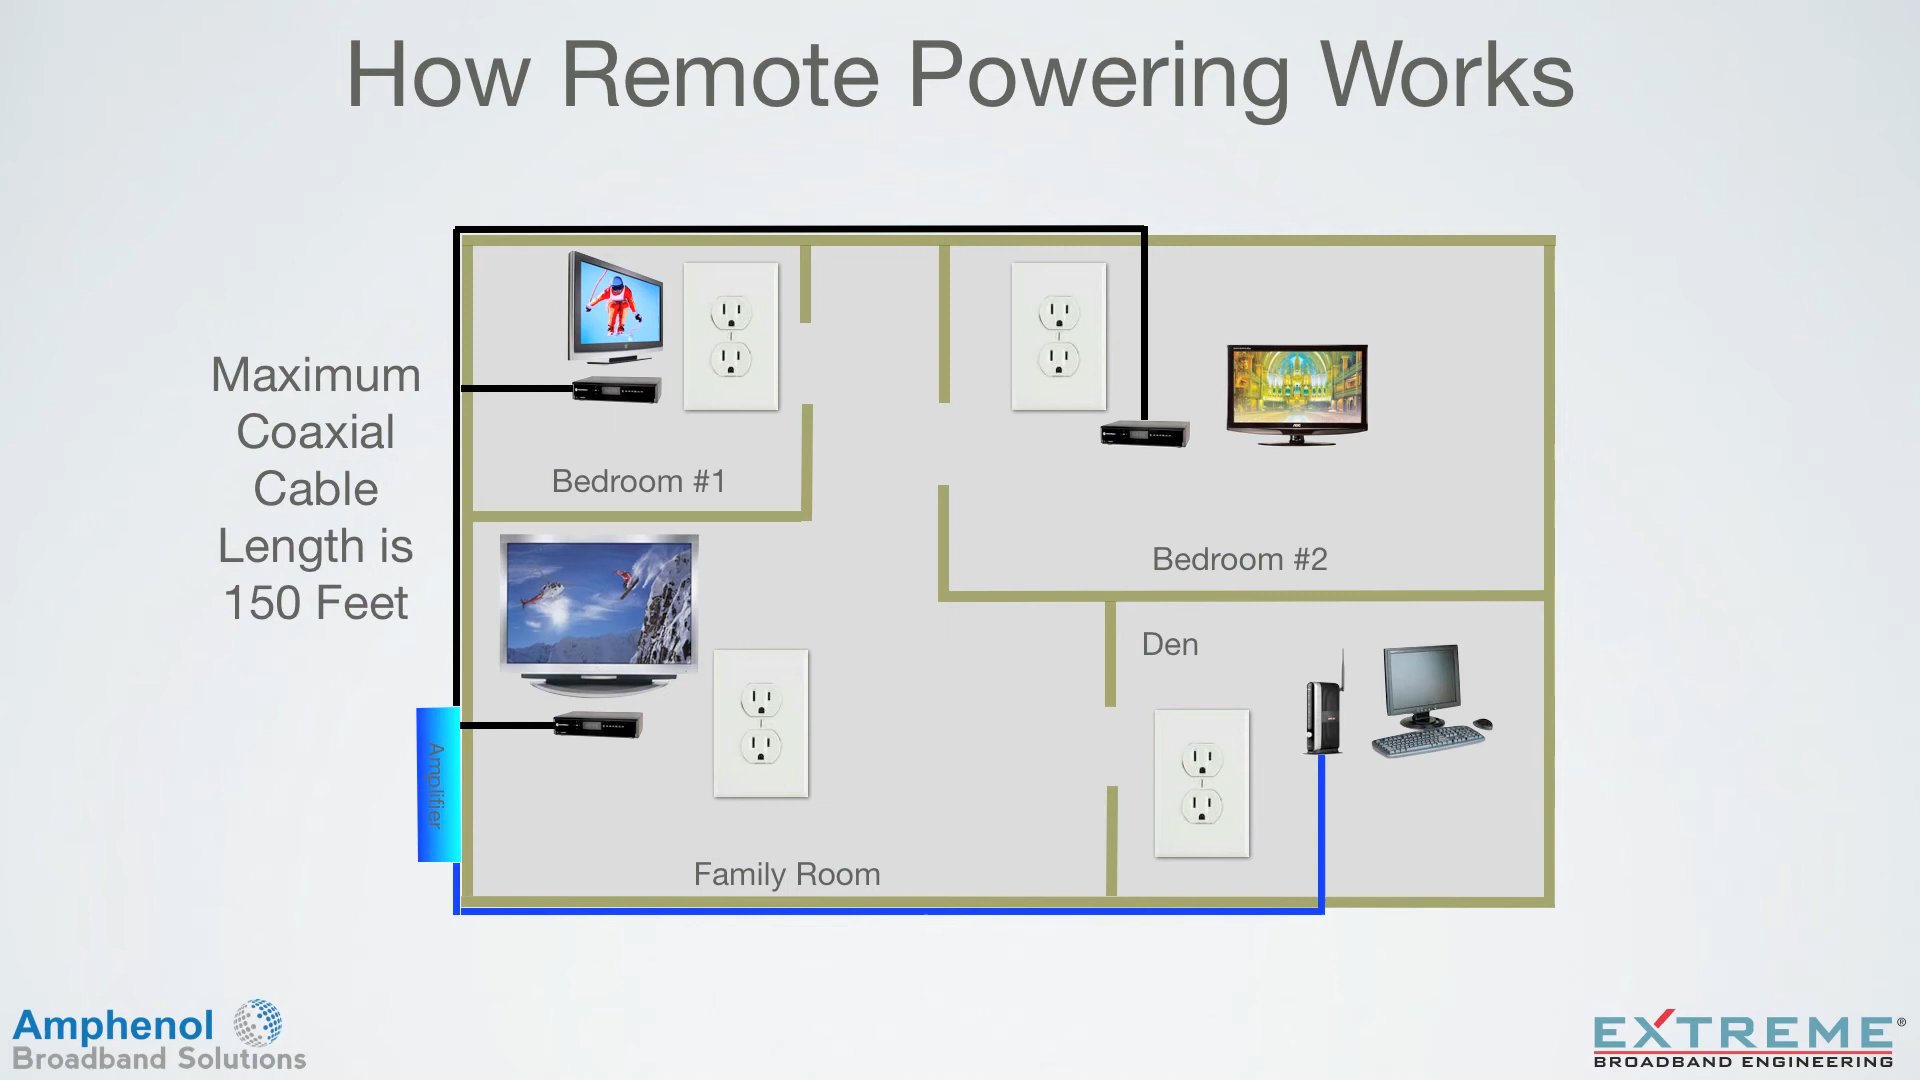 How Remote Powering Works
Maximum
Coaxial
Cable
Length is
150 Feet
Bedroom #1
Bedroom #2
Den
Amplifier
Family Room
Amphenol
Broadband Solutions
EXTREME®
BROADBAND ENGINEERING